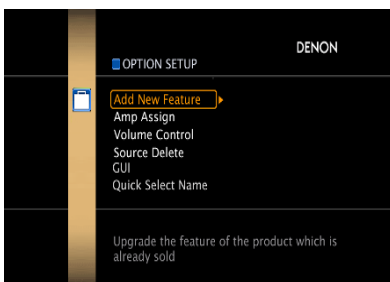 DENON
OPTION SETUP
Add New Feature
Amp Assign
Volume Control
Source Delete
GUI
Quick Select Name
Upgrade the feature of the product which is
already sold